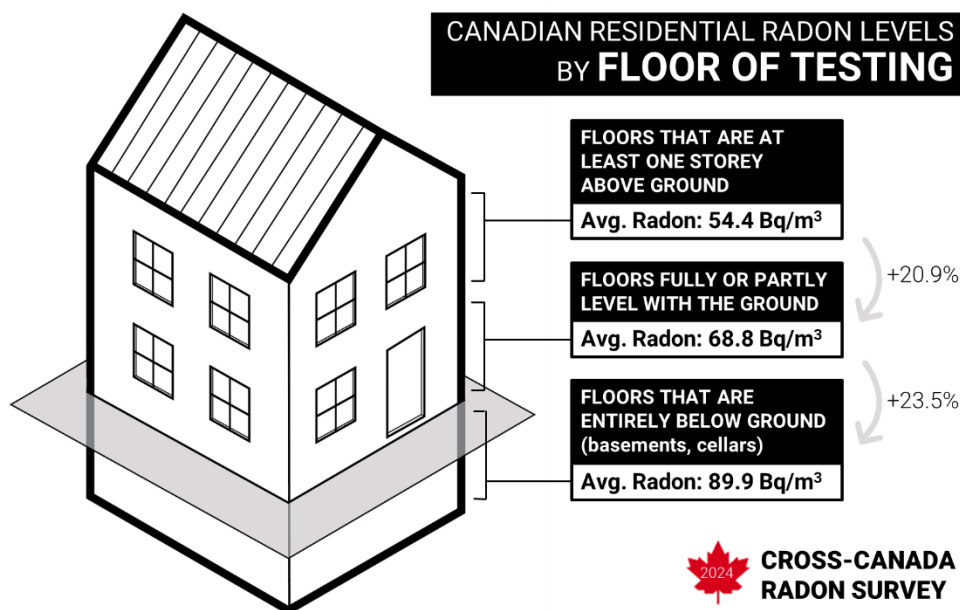 CANADIAN RESIDENTIAL RADON LEVELS
BY FLOOR OF TESTING
FLOORS THAT ARE AT
LEAST ONE STOREY
ABOVE GROUND
Avg. Radon: 54.4 Bq/m³
+20.9%
FLOORS FULLY OR PARTLY
LEVEL WITH THE GROUND
Avg. Radon: 68.8 Bq/m³
+23.5%
FLOORS THAT ARE
ENTIRELY BELOW GROUND
(basements, cellars)
Avg. Radon: 89.9 Bq/m³
2024
CROSS-CANADA
RADON SURVEY